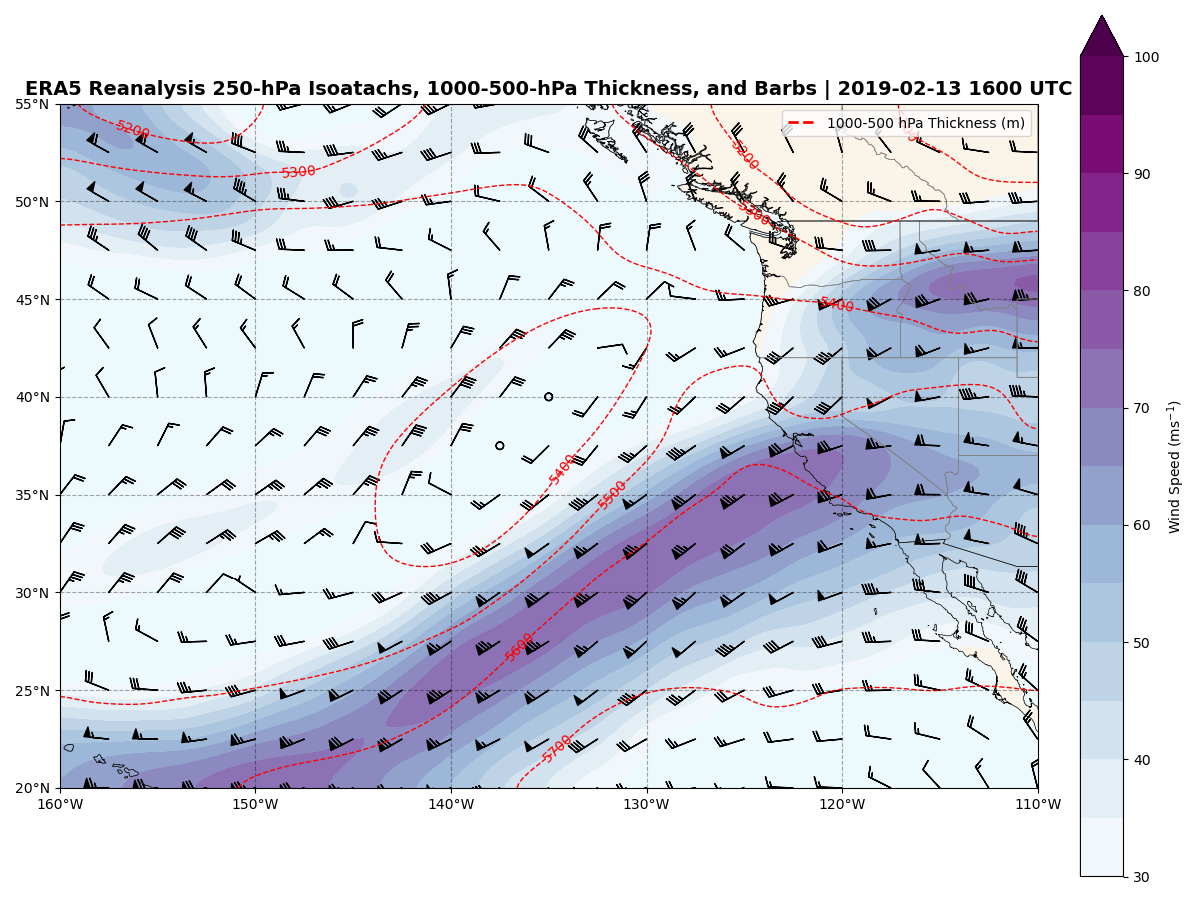 ERA5 Reanalysis 250-hPa Isoatachs, 1000-500-hPa Thickness, and Barbs | 2019-02-13 1600 UTC
1000-500 hPa Thickness (m)
55°N
50°N
45°N
40°N
35°N
30°N
25°N
20°N
160°W 150°W 140°W 130°W 120°W 110°W
5200
5300
5200
5300
5400
5400
5500
5600
5700
100
90
80
70
60
50
40
30
Wind Speed (ms⁻¹)